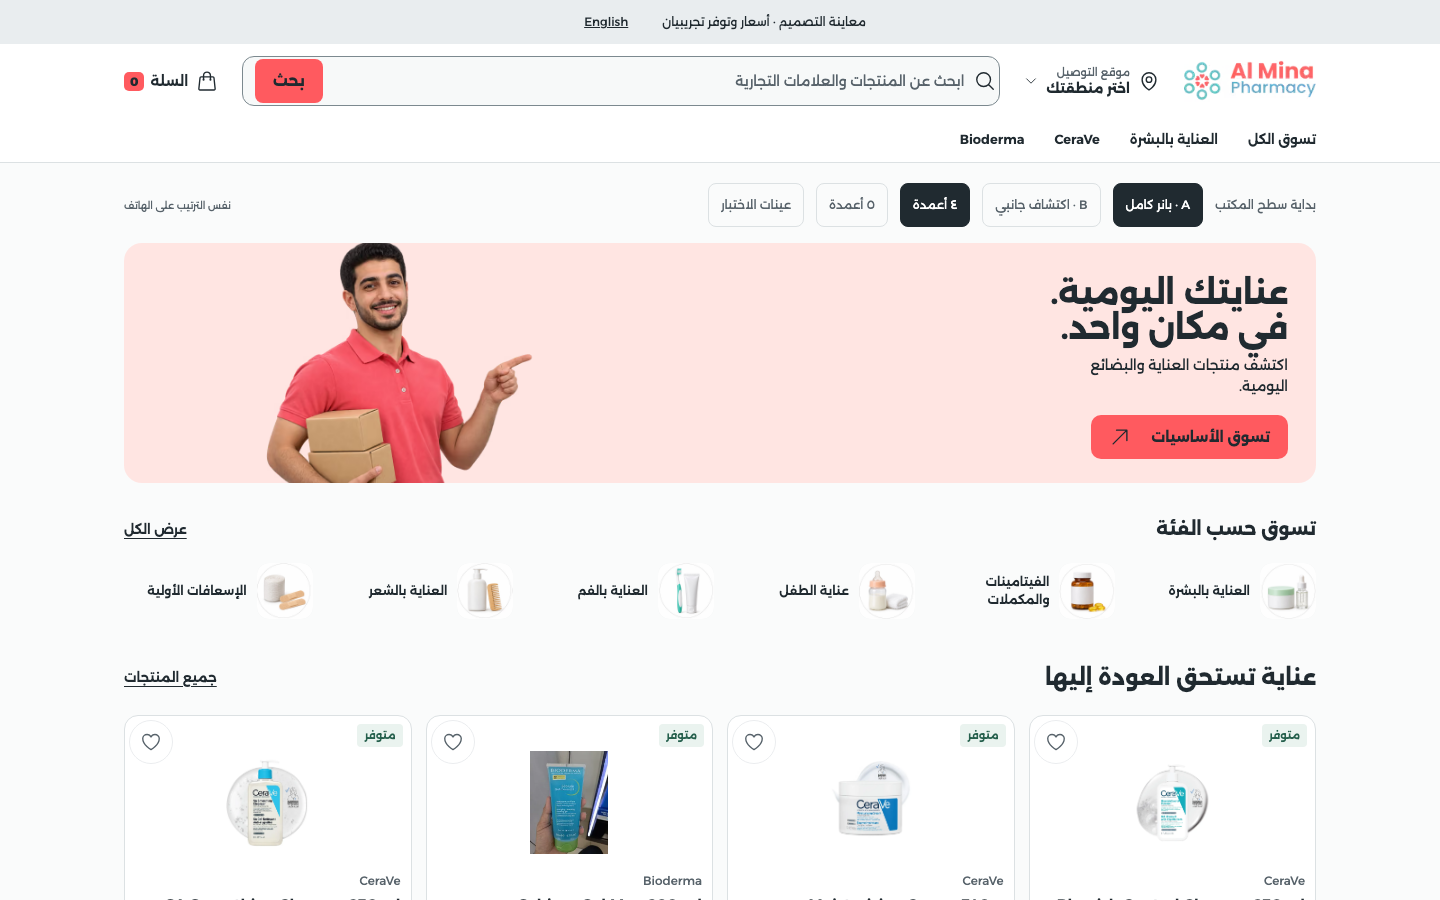 معاينة التصميم · أسعار وتوفر تجريبيان
English
Al Mina
Pharmacy
موقع التوصيل
اختر منطقتك
ابحث عن المنتجات والعلامات التجارية
بحث
السلة
0
تسوق الكل
العناية بالبشرة
CeraVe
Bioderma
بداية سطح المكتب
A · بانر كامل
B · اكتشاف جانبي
٤ أعمدة
٥ أعمدة
عينات الاختبار
نفس الترتيب على الهاتف
عنايتك اليومية.
في مكان واحد.
اكتشف منتجات العناية والبضائع
اليومية.
تسوق الأساسيات
تسوق حسب الفئة
عرض الكل
العناية بالبشرة
الفيتامينات
والمكملات
عناية الطفل
العناية بالفم
العناية بالشعر
الإسعافات الأولية
عناية تستحق العودة إليها
جميع المنتجات
متوفر
متوفر
متوفر
متوفر
CeraVe
CeraVe
CeraVe
CeraVe
Bioderma
CeraVe